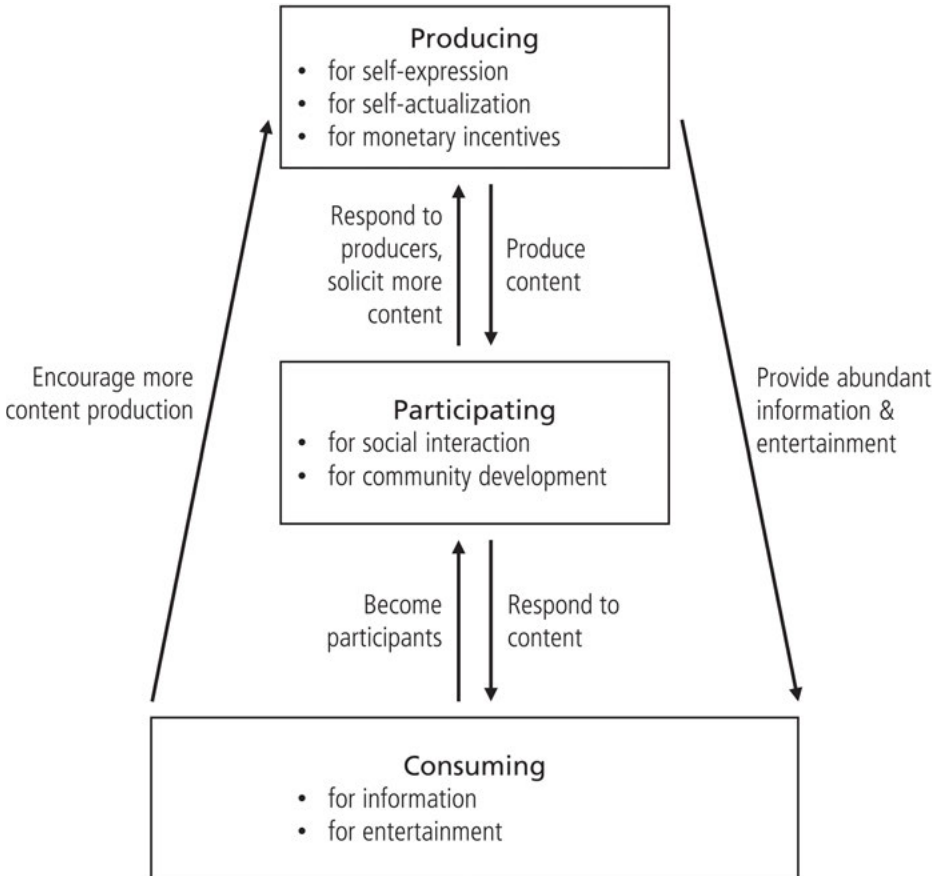 Producing
• for self-expression
• for self-actualization
• for monetary incentives
Respond to
producers,
solicit more
content
Produce
content
Encourage more
content production
Provide abundant
information &
entertainment
Participating
• for social interaction
• for community development
Become
participants
Respond to
content
Consuming
• for information
• for entertainment